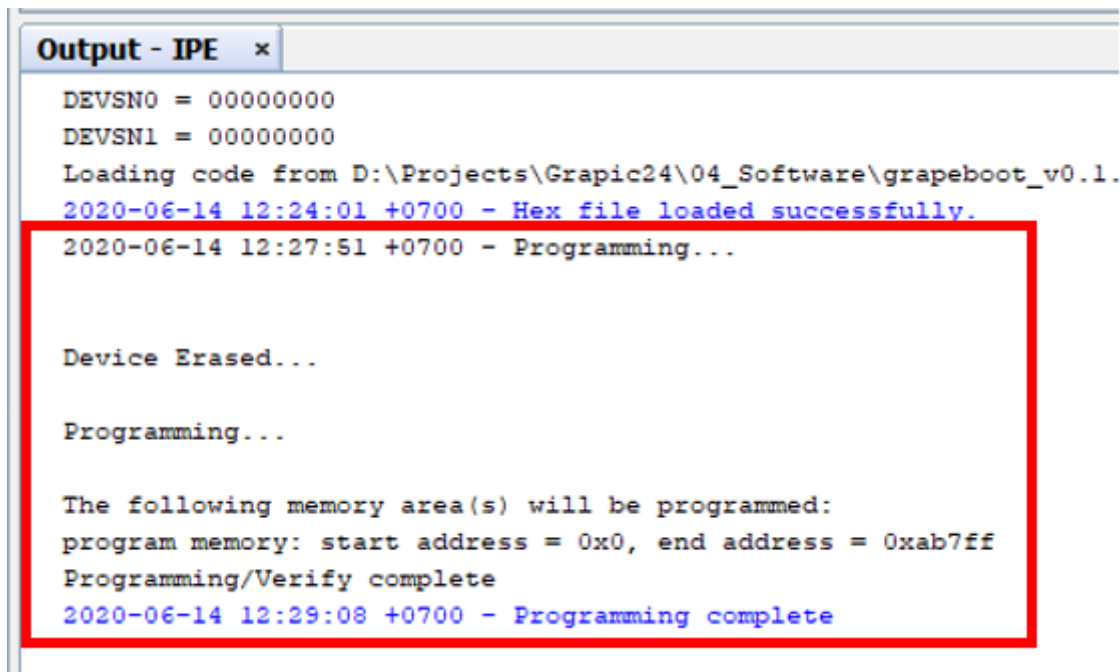 Output - IPE ×
DEVSN0 = 00000000
DEVSN1 = 00000000
Loading code from D:\Projects\Grapic24\04_Software\grapeboot_v0.1.
2020-06-14 12:24:01 +0700 - Hex file loaded successfully.
2020-06-14 12:27:51 +0700 - Programming...
Device Erased...
Programming...
The following memory area(s) will be programmed:
program memory: start address = 0x0, end address = 0xab7ff
Programming/Verify complete
2020-06-14 12:29:08 +0700 - Programming complete